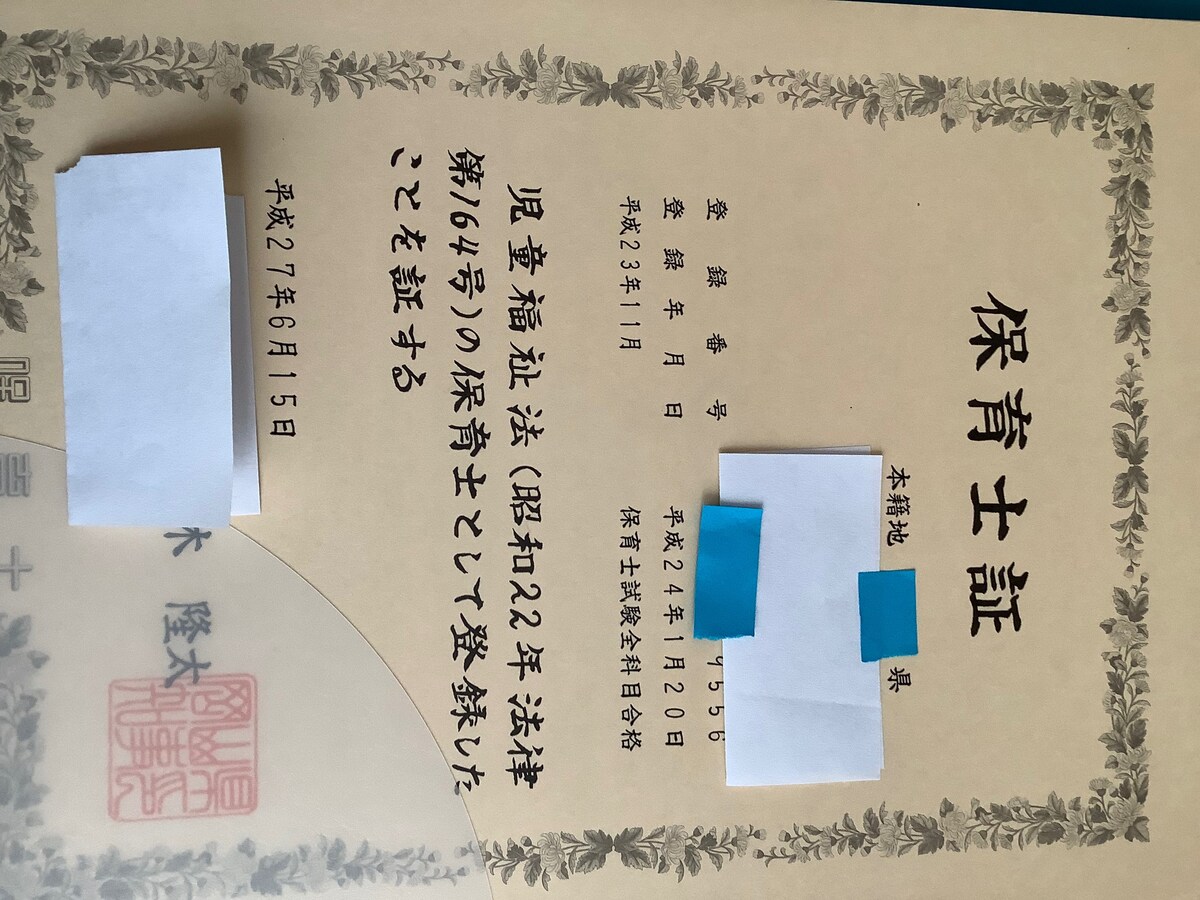 保育士証
本籍地 県
登録番号 9556
登録年月日 平成24年1月20日
平成23年11月 保育士試験全科目合格
児童福祉法(昭和22年法律
第164号)の保育士として登録した
ことを証する
平成27年6月15日
木 隆太